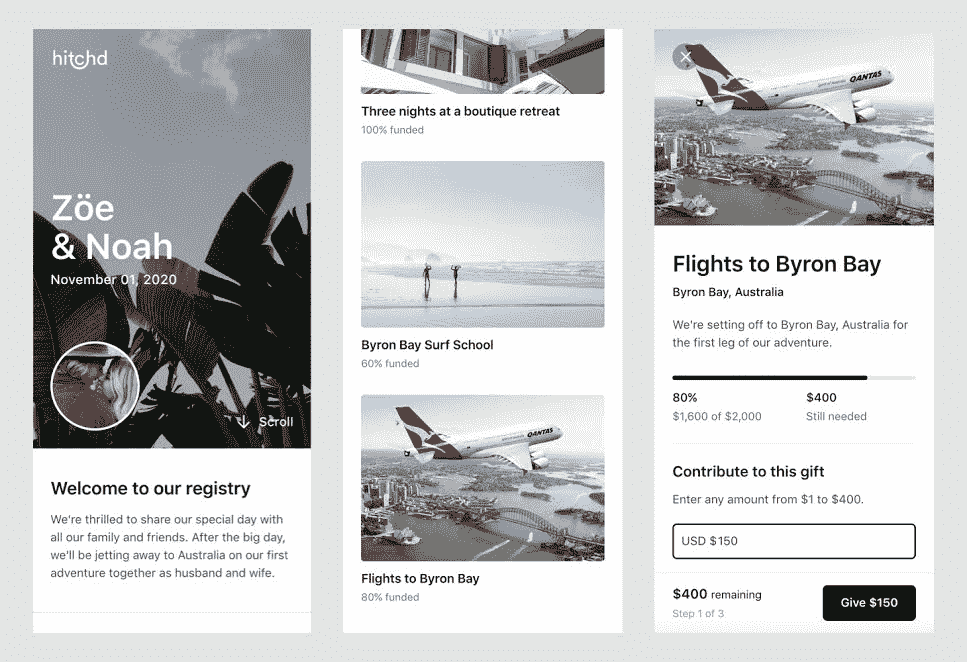 hitchd
Zöe
& Noah
November 01, 2020
Scroll
Welcome to our registry
We're thrilled to share our special day with
all our family and friends. After the big day,
we'll be jetting away to Australia on our first
adventure together as husband and wife.
Three nights at a boutique retreat
100% funded
Byron Bay Surf School
60% funded
QANTAS
Flights to Byron Bay
80% funded
QANTAS
Flights to Byron Bay
Byron Bay, Australia
We're setting off to Byron Bay, Australia for
the first leg of our adventure.
80% $400
$1,600 of $2,000 Still needed
Contribute to this gift
Enter any amount from $1 to $400.
USD $150
$400 remaining
Step 1 of 3
Give $150